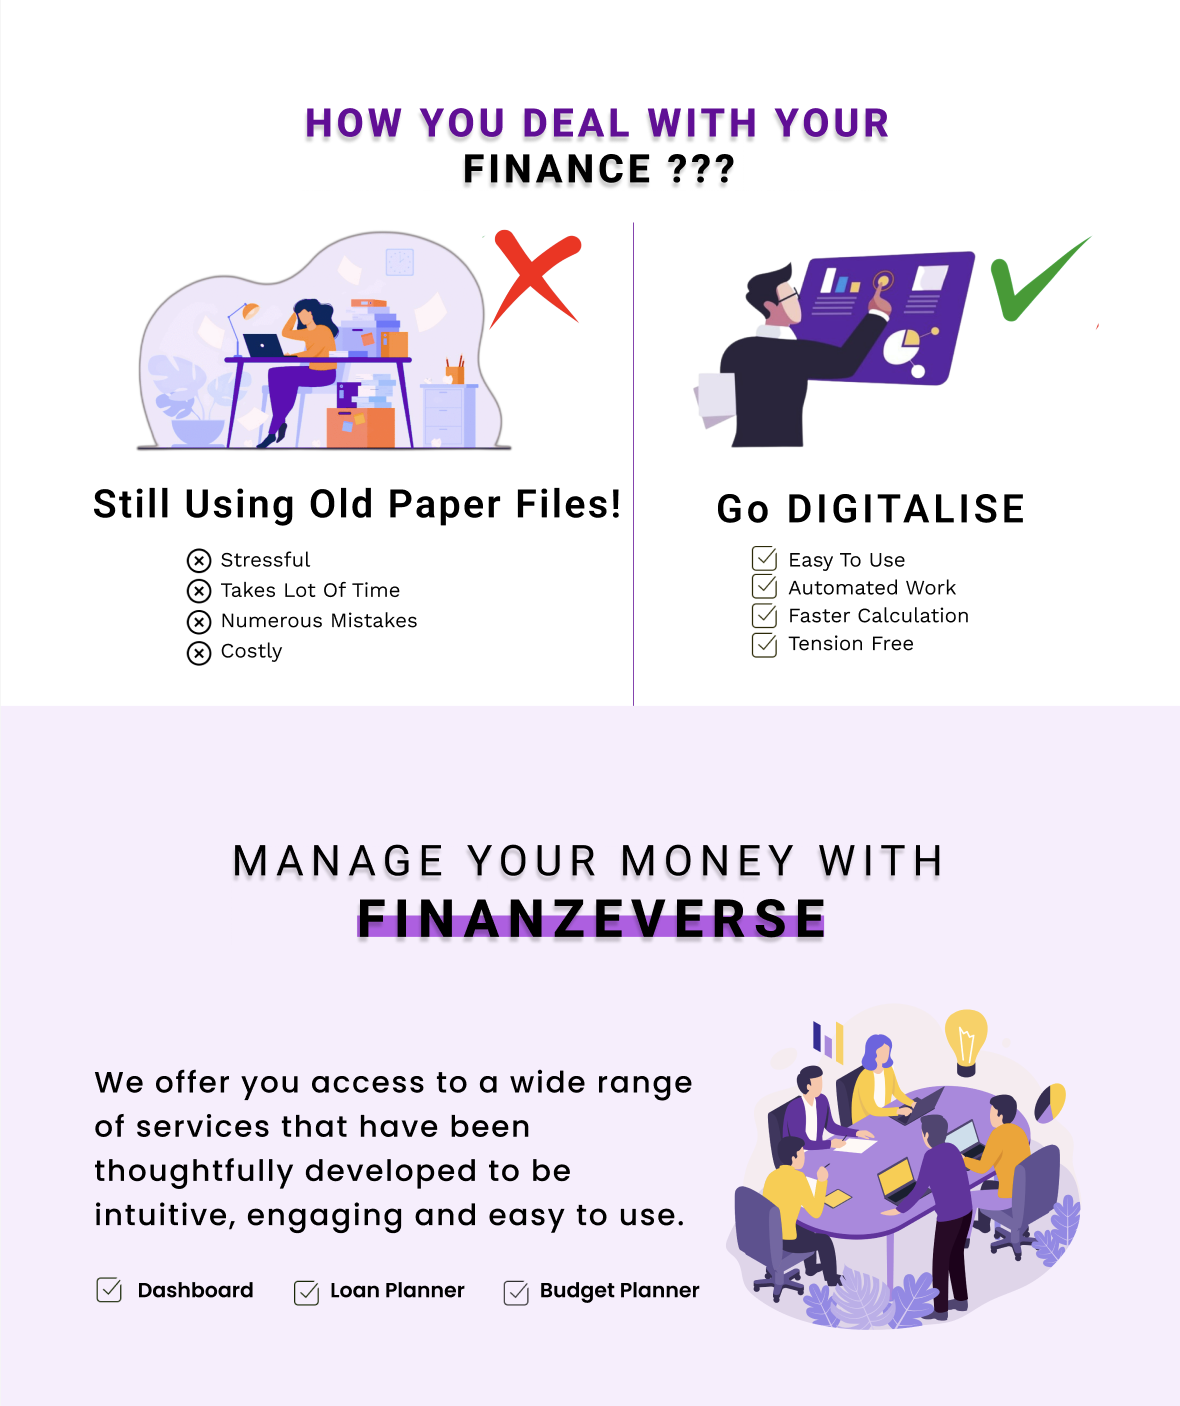 HOW YOU DEAL WITH YOUR
FINANCE ???
Still Using Old Paper Files!
Stressful
Takes Lot Of Time
Numerous Mistakes
Costly
Go DIGITALISE
Easy To Use
Automated Work
Faster Calculation
Tension Free
MANAGE YOUR MONEY WITH
FINANZEVERSE
We offer you access to a wide range
of services that have been
thoughtfully developed to be
intuitive, engaging and easy to use.
Dashboard
Loan Planner
Budget Planner